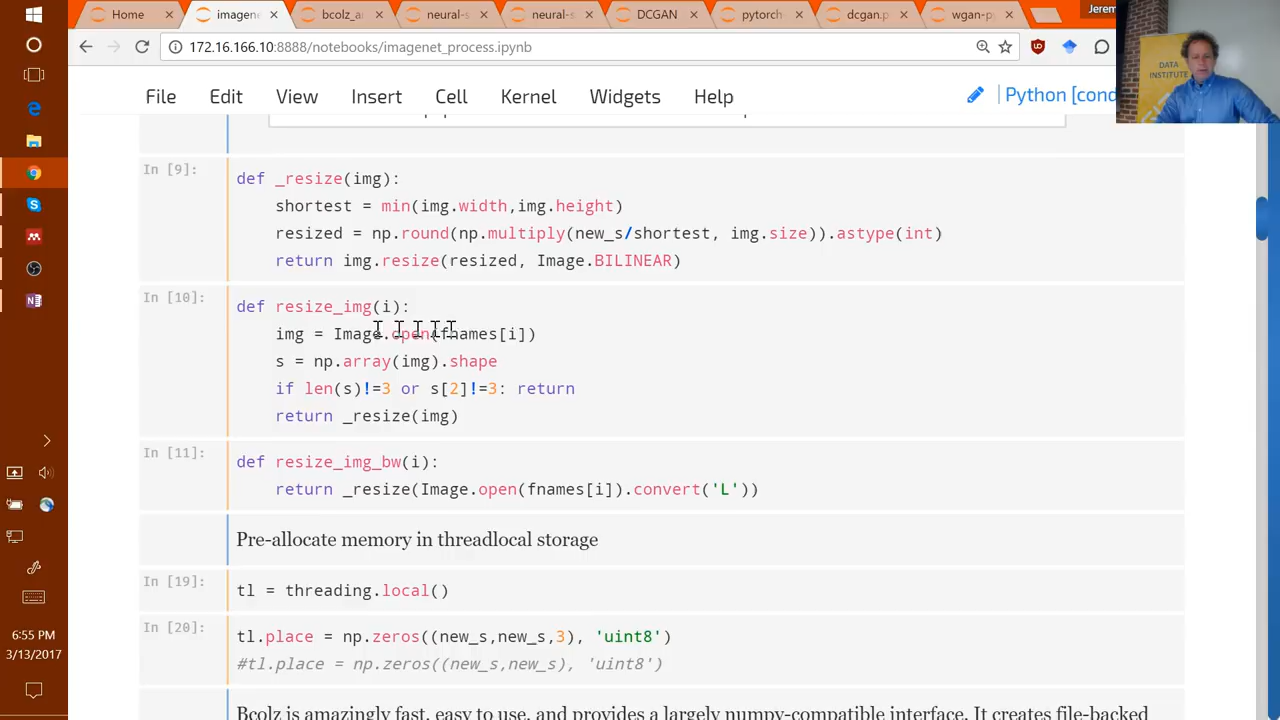 Home
imagene
bcolz_ar
neural-s
neural-s
DCGAN
pytorch
dcgan.p
wgan-p
Jerem
172.16.166.10:8888/notebooks/imagenet_process.ipynb
File Edit View Insert Cell Kernel Widgets Help
Python [cond
DATA
INSTITUTE
In [9]:
def _resize(img):
shortest = min(img.width,img.height)
resized = np.round(np.multiply(new_s/shortest, img.size)).astype(int)
return img.resize(resized, Image.BILINEAR)
In [10]:
def resize_img(i):
img = Image.open(fnames[i])
s = np.array(img).shape
if len(s)!=3 or s[2]!=3: return
return _resize(img)
In [11]:
def resize_img_bw(i):
return _resize(Image.open(fnames[i]).convert('L'))
Pre-allocate memory in threadlocal storage
In [19]:
tl = threading.local()
In [20]:
tl.place = np.zeros((new_s,new_s,3), 'uint8')
#tl.place = np.zeros((new_s,new_s), 'uint8')
Bcolz is amazingly fast, easy to use, and provides a largely numpy-compatible interface. It creates file-backed
6:55 PM
3/13/2017